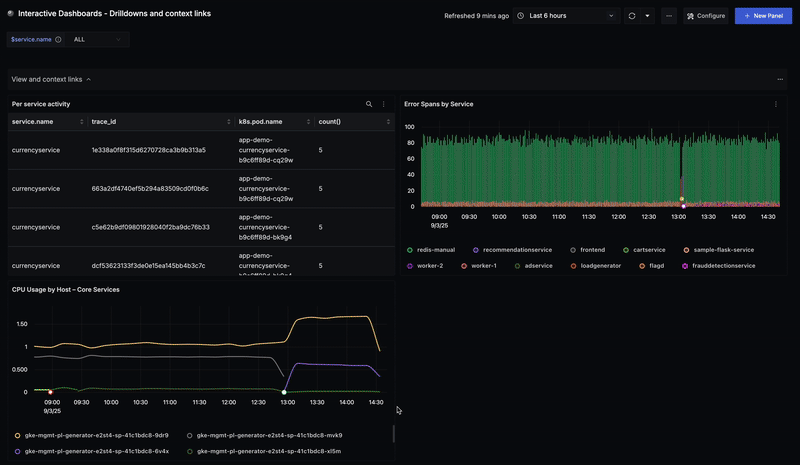 Interactive Dashboards - Drilldowns and context links
Refreshed 9 mins ago
Last 6 hours
Configure
+ New Panel
$service.name
ALL
View and context links
Per service activity
service.name
trace_id
k8s.pod.name
count()
currencyservice
1e338a0f8f315d6270728ca3b9b313a5
app-demo-
currencyservice-
b9c6ff89d-cq29w
5
currencyservice
663a2df4740ef5b294a83509cd0f0b6c
app-demo-
currencyservice-
b9c6ff89d-cq29w
5
currencyservice
c5e62b9df09801928040f2ba9dc76b33
app-demo-
currencyservice-
b9c6ff89d-bk9g4
5
currencyservice
dcf53623133f3de0e15ea145bb4b3c7c
app-demo-
currencyservice-
b9c6ff89d-bk9g4
5
Error Spans by Service
100
80
60
40
20
0
09:00
09:30
10:00
10:30
11:00
11:30
12:00
12:30
13:00
13:30
14:00
14:30
9/3/25
redis-manual
recommendationservice
frontend
cartservice
sample-flask-service
worker-2
worker-1
adservice
loadgenerator
flagd
frauddetectionservice
CPU Usage by Host – Core Services
1.50
1
0.500
0
09:00
09:30
10:00
10:30
11:00
11:30
12:00
12:30
13:00
13:30
14:00
14:30
9/3/25
gke-mgmt-pl-generator-e2st4-sp-41c1bdc8-9dr9
gke-mgmt-pl-generator-e2st4-sp-41c1bdc8-mvk9
gke-mgmt-pl-generator-e2st4-sp-41c1bdc8-6v4x
gke-mgmt-pl-generator-e2st4-sp-41c1bdc8-xl5m